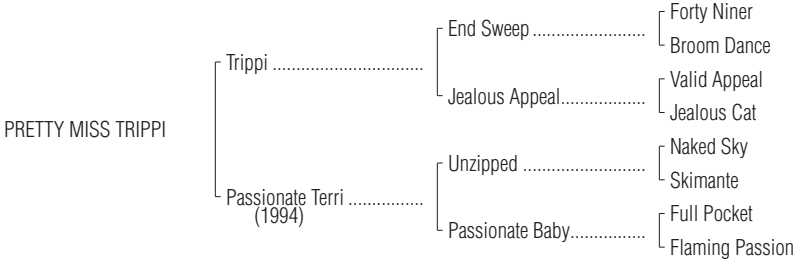 Forty Niner
End Sweep ........................
Broom Dance
Trippi ................................
Valid Appeal
Jealous Appeal..................
Jealous Cat
PRETTY MISS TRIPPI
Naked Sky
Unzipped ..........................
Skimante
Passionate Terri ................
(1994)
Full Pocket
Passionate Baby................
Flaming Passion